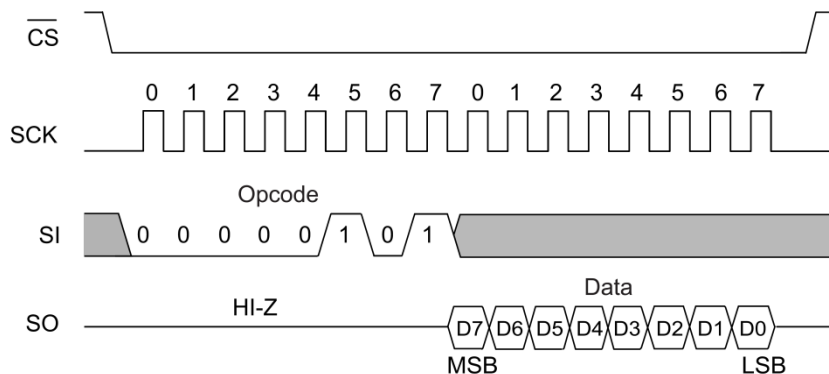 CS
0 1 2 3 4 5 6 7 0 1 2 3 4 5 6 7
SCK
Opcode
SI 0 0 0 0 0 1 0 1
HI-Z Data
SO D7 D6 D5 D4 D3 D2 D1 D0
MSB LSB